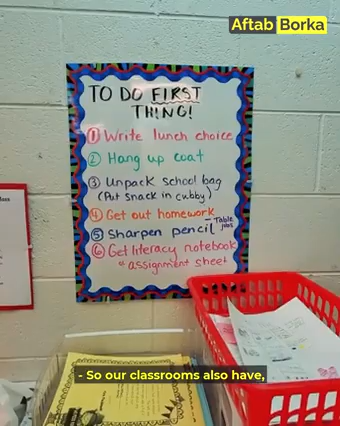 Aftab Borka
TO DO FIRST
THING!
① Write lunch choice
② Hang up coat
③ Unpack school bag
(Put snack in cubby)
④ Get out homework
⑤ Sharpen pencil - Table jobs
⑥ Get literacy notebook
& assignment sheet
- So our classrooms also have,